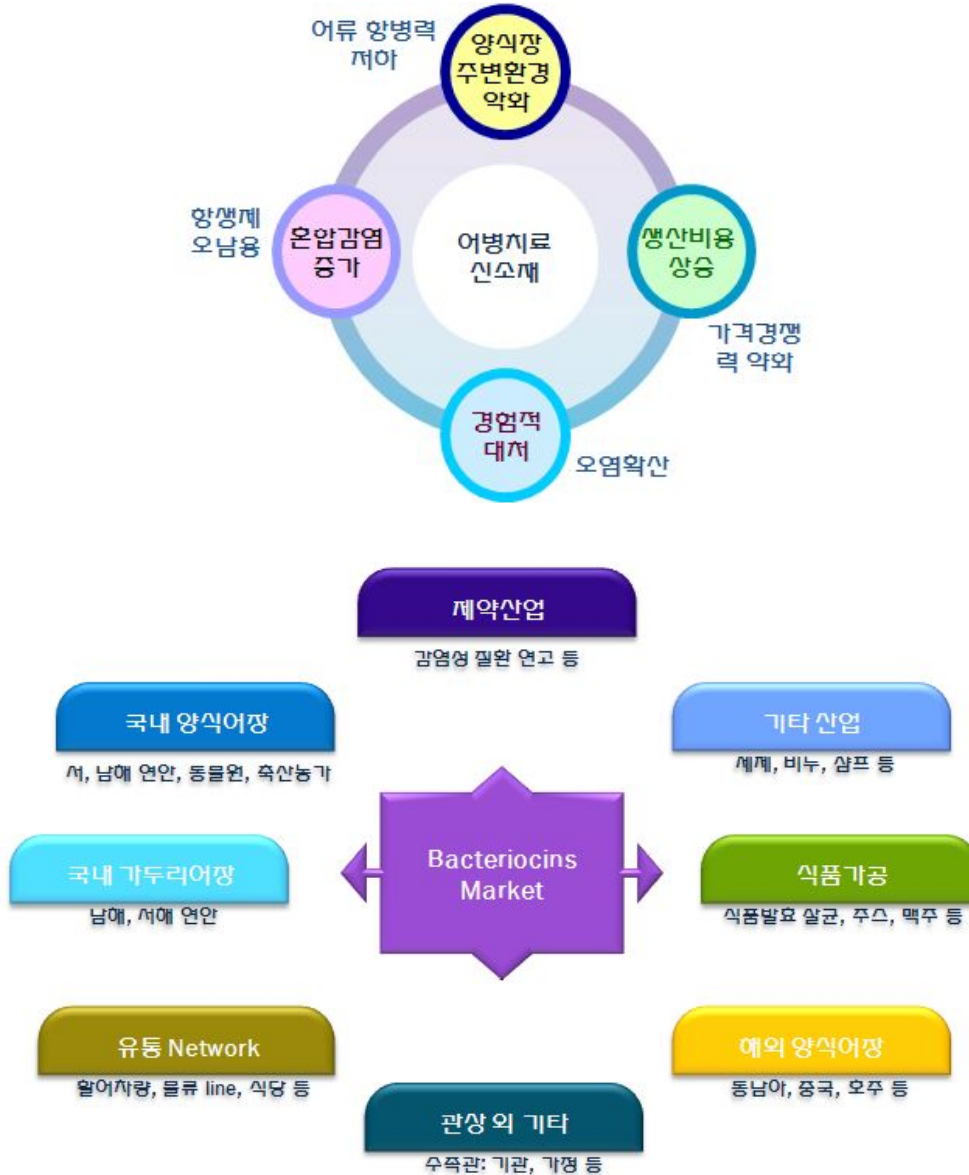 어류 항병력
저하
양식장
주변환경
악화
항생제
오남용
혼합감염
증가
어병치료
신소재
생산비용
상승
가격경쟁
력 약화
경험적
대처
오염확산
제약산업
감염성 질환 연고 등
국내 양식어장
서, 남해 연안, 동물원, 축산농가
기타 산업
세제, 비누, 샴프 등
국내 가두리어장
남해, 서해 연안
Bacteriocins
Market
식품가공
식품발효 살균, 주스, 맥주 등
유통 Network
활어차량, 물류 line, 식당 등
해외 양식어장
동남아, 중국, 호주 등
관상 외 기타
수족관: 기관, 가정 등